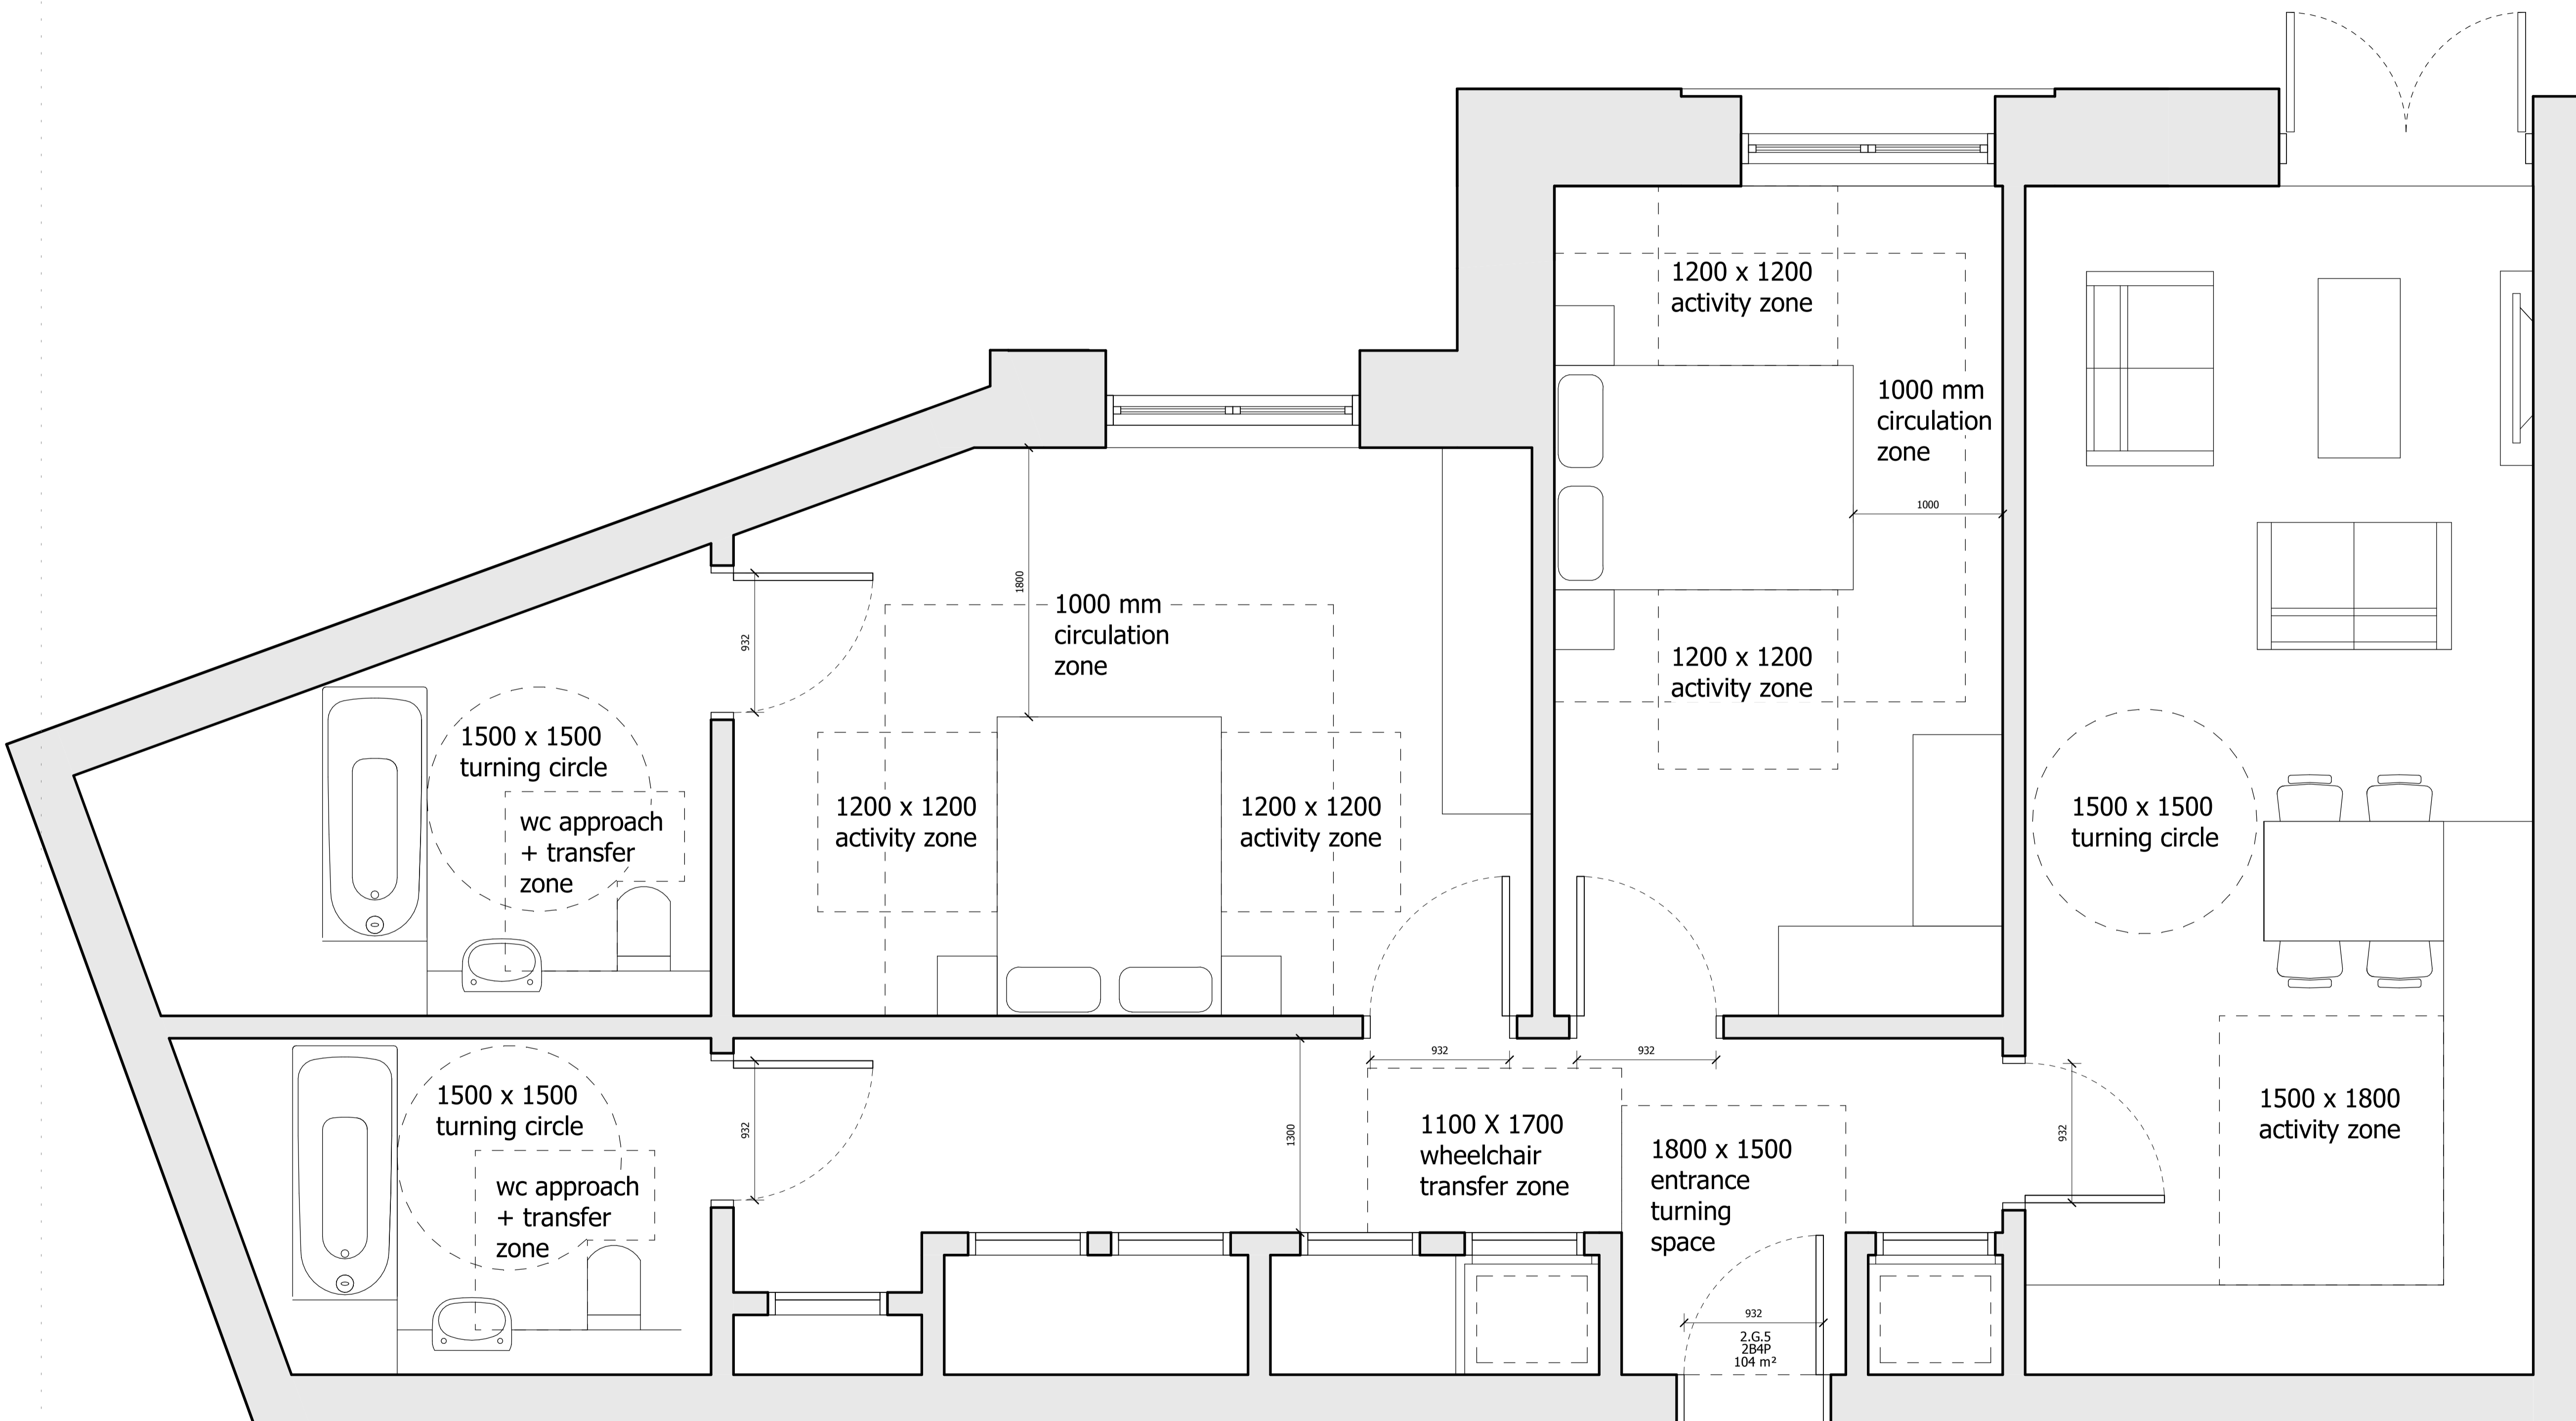 1200 x 1200
activity zone
1000 mm
circulation
zone
1000
1200 x 1200
activity zone
1800
1000 mm
circulation
zone
932
1500 x 1500
turning circle
wc approach
+ transfer
zone
1200 x 1200
activity zone
1200 x 1200
activity zone
1500 x 1500
turning circle
932
932
1500 x 1500
turning circle
wc approach
+ transfer
zone
932
1300
1100 X 1700
wheelchair
transfer zone
1800 x 1500
entrance
turning
space
932
1500 x 1800
activity zone
932
2.G.5
2B4P
104 m²